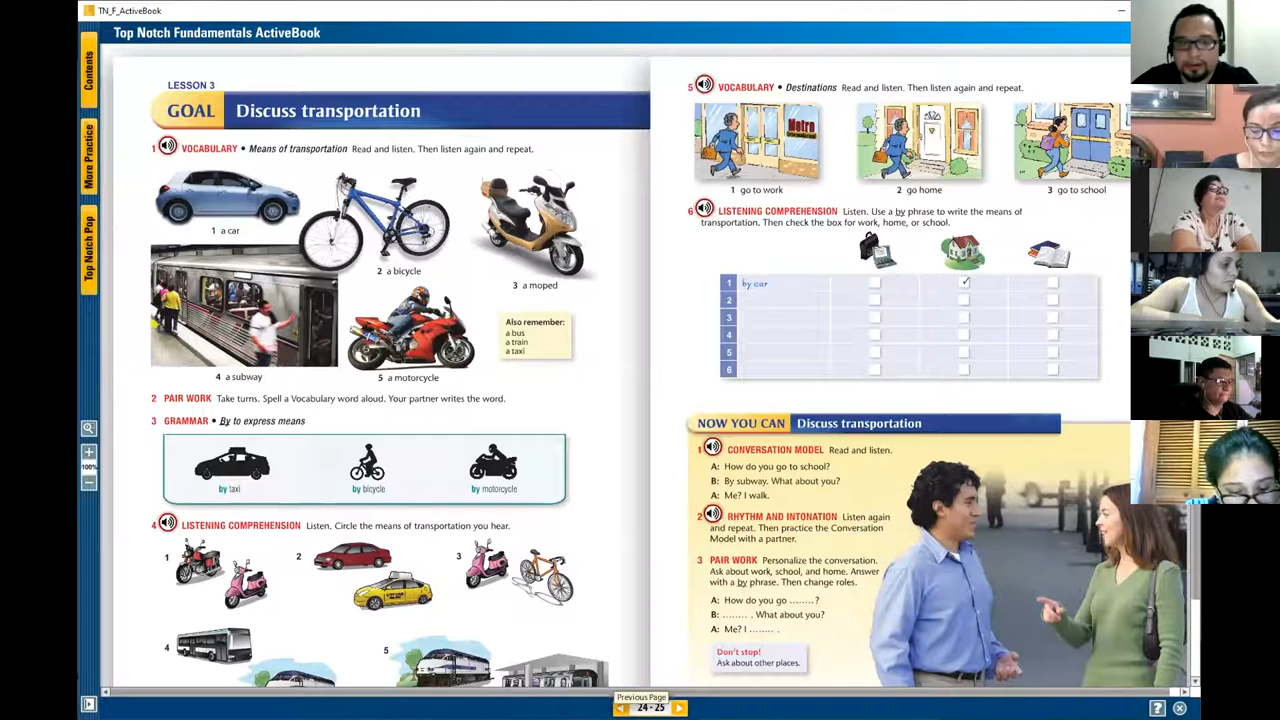 TN_F_ActiveBook
Top Notch Fundamentals ActiveBook
Contents
More Practice
Top Notch Pop
100%
LESSON 3
GOAL Discuss transportation
1 VOCABULARY • Means of transportation Read and listen. Then listen again and repeat.
1 a car
2 a bicycle
3 a moped
4 a subway
5 a motorcycle
Also remember:
a bus
a train
a taxi
2 PAIR WORK Take turns. Spell a Vocabulary word aloud. Your partner writes the word.
3 GRAMMAR • By to express means
by taxi by bicycle by motorcycle
4 LISTENING COMPREHENSION Listen. Circle the means of transportation you hear.
1 2 3
4 5
5 VOCABULARY • Destinations Read and listen. Then listen again and repeat.
Metro
1 go to work 2 go home 3 go to school
6 LISTENING COMPREHENSION Listen. Use a by phrase to write the means of
transportation. Then check the box for work, home, or school.
1 by car ✓
2
3
4
5
6
NOW YOU CAN Discuss transportation
1 CONVERSATION MODEL Read and listen.
A: How do you go to school?
B: By subway. What about you?
A: Me? I walk.
2 RHYTHM AND INTONATION Listen again
and repeat. Then practice the Conversation
Model with a partner.
3 PAIR WORK Personalize the conversation.
Ask about work, school, and home. Answer
with a by phrase. Then change roles.
A: How do you go ........?
B: ........ . What about you?
A: Me? I ........ .
Don't stop!
Ask about other places.
Previous Page
24 - 25
?